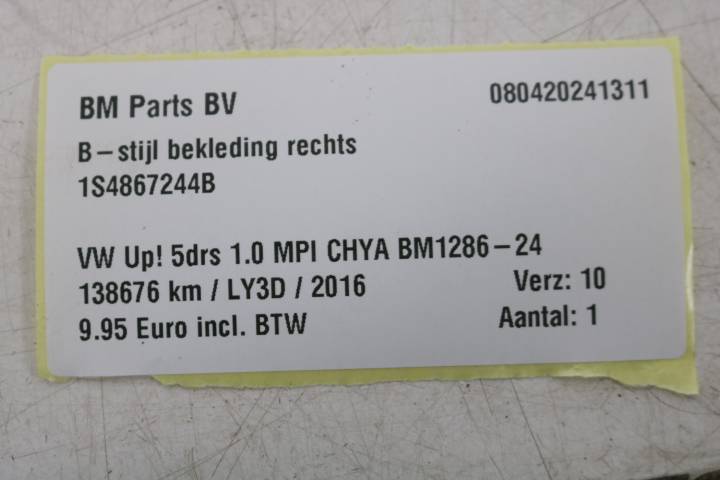 BM Parts BV 080420241311
B-stijl bekleding rechts
1S4867244B
VW Up! 5drs 1.0 MPI CHYA BM1286-24
138676 km / LY3D / 2016 Verz: 10
9.95 Euro incl. BTW Aantal: 1